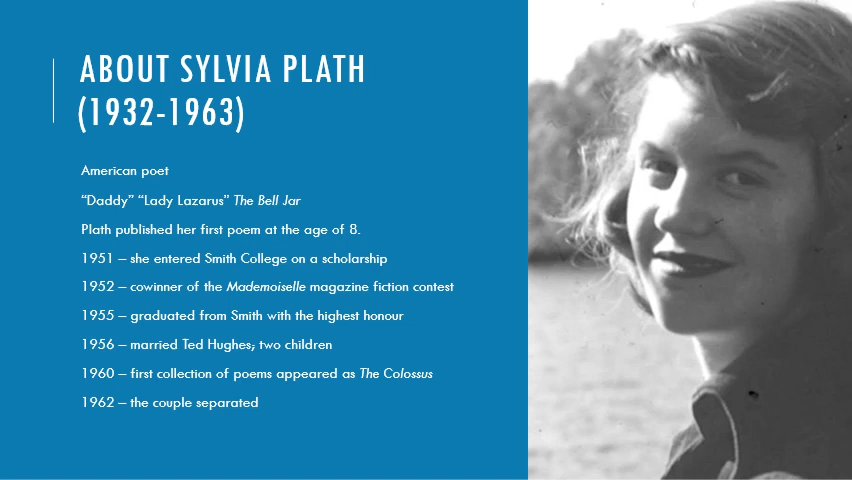 ABOUT SYLVIA PLATH
(1932-1963)
American poet
“Daddy” “Lady Lazarus” The Bell Jar
Plath published her first poem at the age of 8.
1951 – she entered Smith College on a scholarship
1952 – cowinner of the Mademoiselle magazine fiction contest
1955 – graduated from Smith with the highest honour
1956 – married Ted Hughes; two children
1960 – first collection of poems appeared as The Colossus
1962 – the couple separated